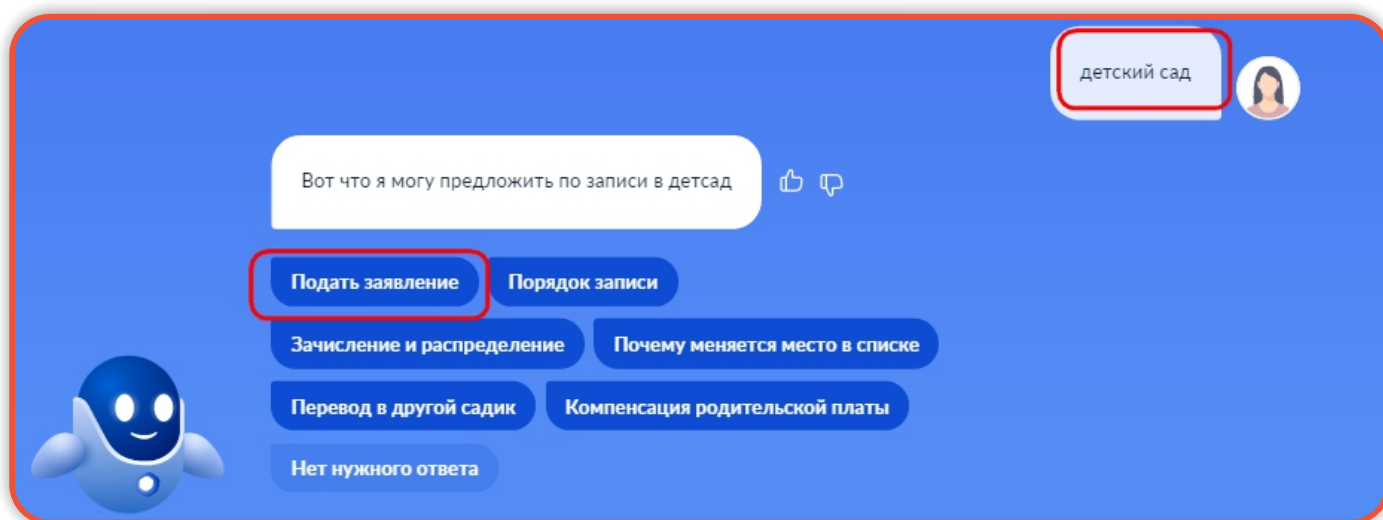 детский сад
Вот что я могу предложить по записи в детсад
Подать заявление
Порядок записи
Зачисление и распределение
Почему меняется место в списке
Перевод в другой садик
Компенсация родительской платы
Нет нужного ответа